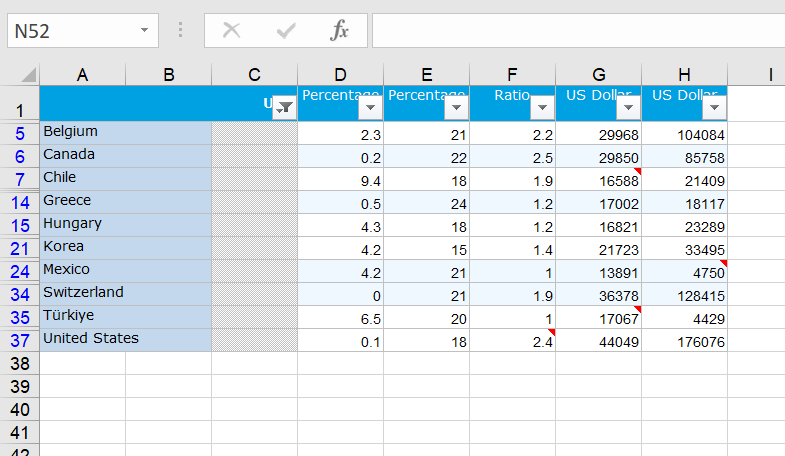 N52 fx
A B C D E F G H I
1 U Percentage Percentage Ratio US Dollar US Dollar
5 Belgium 2.3 21 2.2 29968 104084
6 Canada 0.2 22 2.5 29850 85758
7 Chile 9.4 18 1.9 16588 21409
14 Greece 0.5 24 1.2 17002 18117
15 Hungary 4.3 18 1.2 16821 23289
21 Korea 4.2 15 1.4 21723 33495
24 Mexico 4.2 21 1 13891 4750
34 Switzerland 0 21 1.9 36378 128415
35 Türkiye 6.5 20 1 17067 4429
37 United States 0.1 18 2.4 44049 176076
38
39
40
41
42